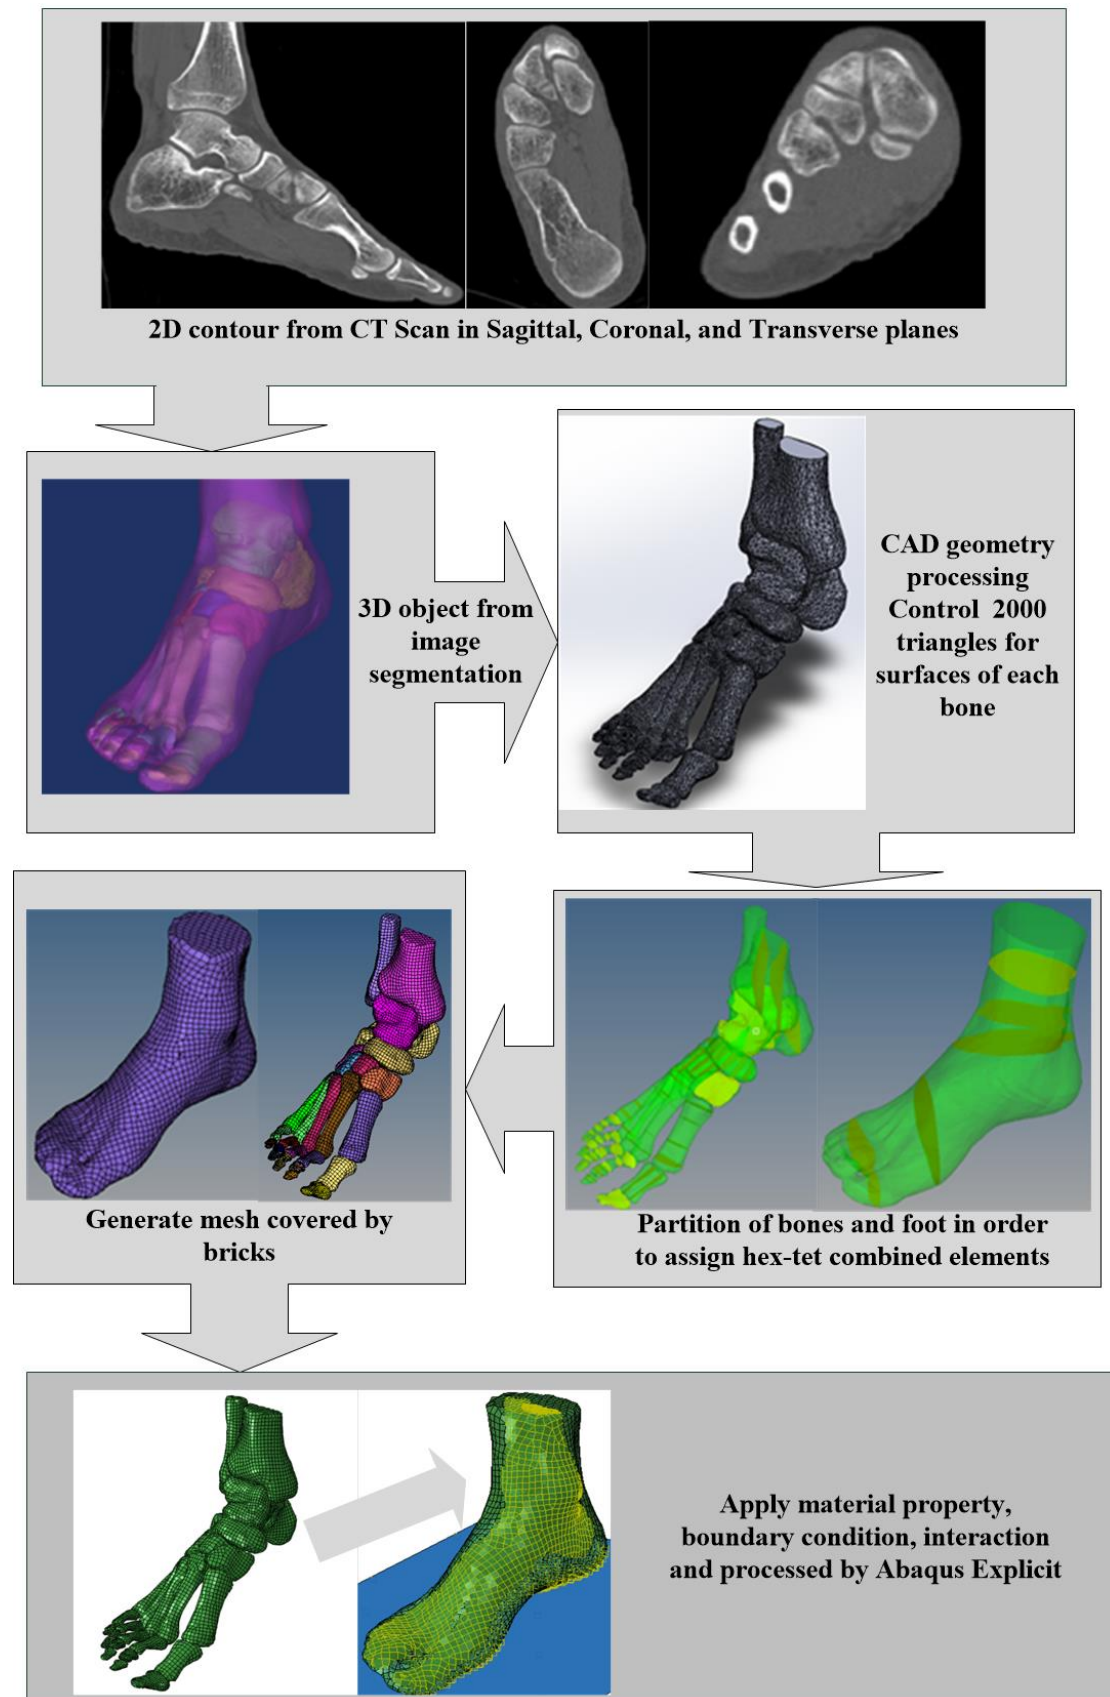 2D contour from CT Scan in Sagittal, Coronal, and Transverse planes
3D object from
image
segmentation
CAD geometry
processing
Control 2000
triangles for
surfaces of each
bone
Partition of bones and foot in order
to assign hex-tet combined elements
Generate mesh covered by
bricks
Apply material property,
boundary condition, interaction
and processed by Abaqus Explicit